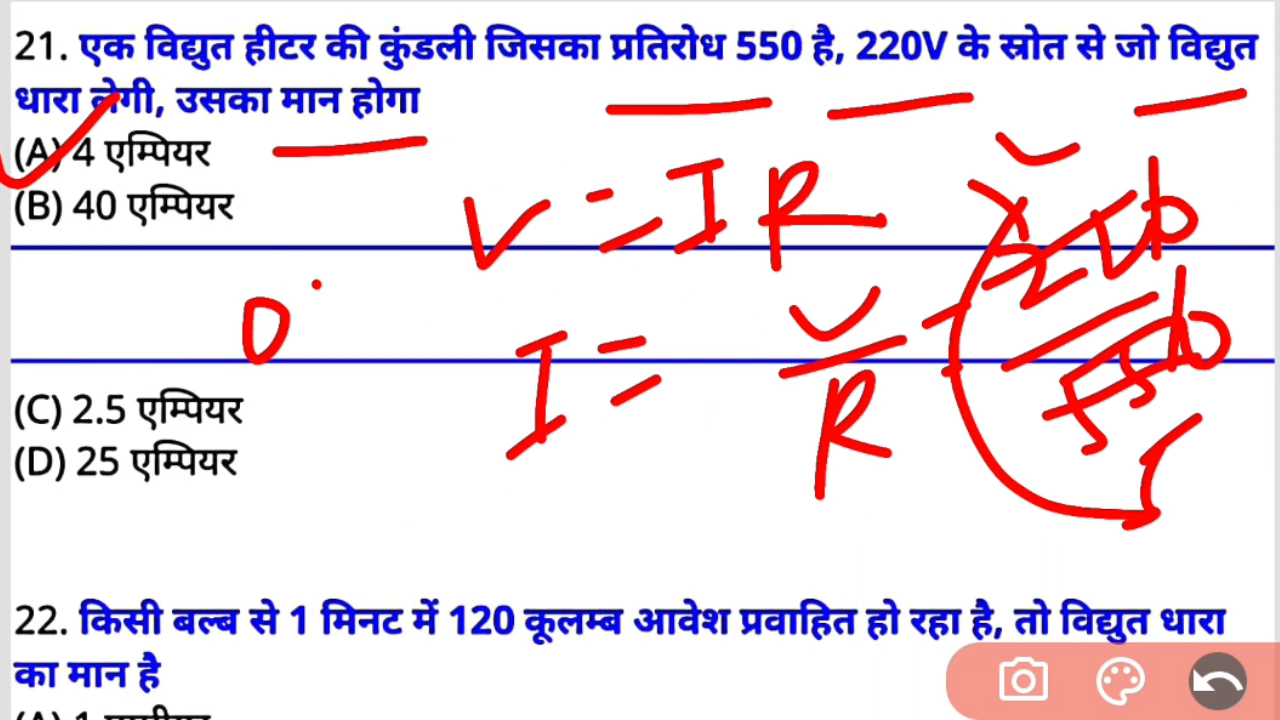 21. एक विद्युत हीटर की कुंडली जिसका प्रतिरोध 550 है, 220V के स्रोत से जो विद्युत
धारा लेगी, उसका मान होगा
(A) 4 एम्पियर
(B) 40 एम्पियर
V = IR
0.
I = V/R =
(C) 2.5 एम्पियर
(D) 25 एम्पियर
22. किसी बल्ब से 1 मिनट में 120 कूलम्ब आवेश प्रवाहित हो रहा है, तो विद्युत धारा
का मान है